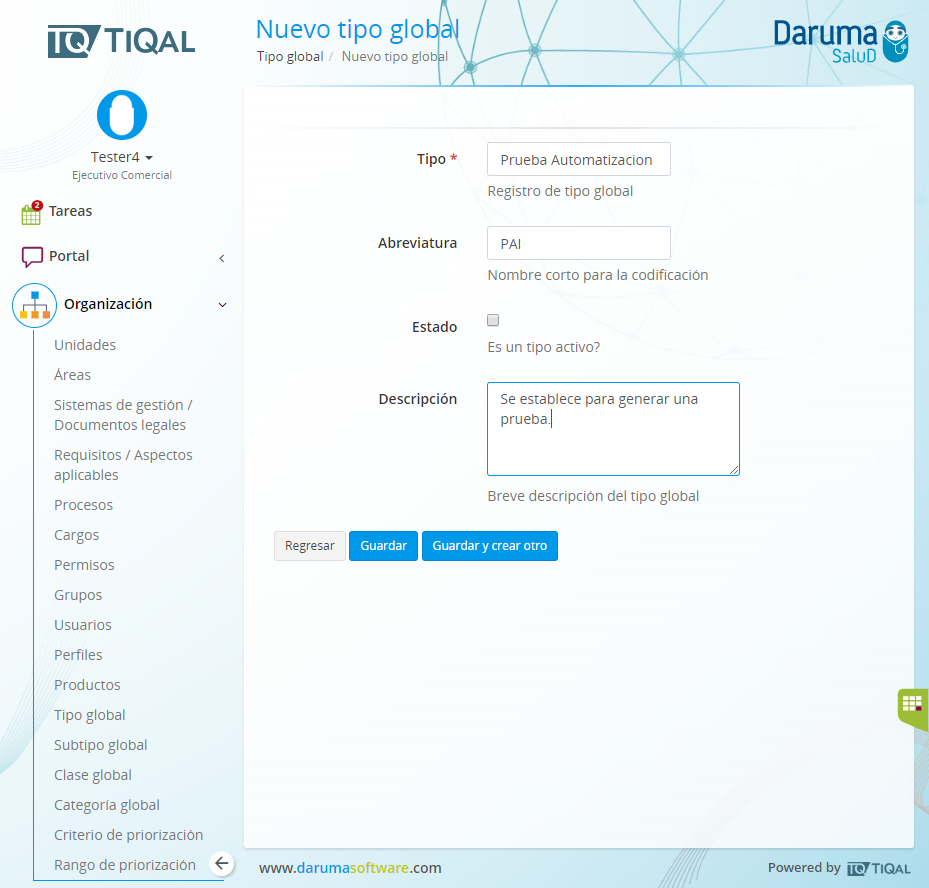 TIQAL
Nuevo tipo global
Tipo global / Nuevo tipo global
Daruma
SaluD
Tester4
Ejecutivo Comercial
2
Tareas
Portal
Organización
Unidades
Áreas
Sistemas de gestión /
Documentos legales
Requisitos / Aspectos
aplicables
Procesos
Cargos
Permisos
Grupos
Usuarios
Perfiles
Productos
Tipo global
Subtipo global
Clase global
Categoría global
Criterio de priorización
Rango de priorización
Tipo * Prueba Automatizacion
Registro de tipo global
Abreviatura PAI
Nombre corto para la codificación
Estado
Es un tipo activo?
Descripción Se establece para generar una
prueba.
Breve descripción del tipo global
Regresar Guardar Guardar y crear otro
www.darumasoftware.com
Powered by TIQAL